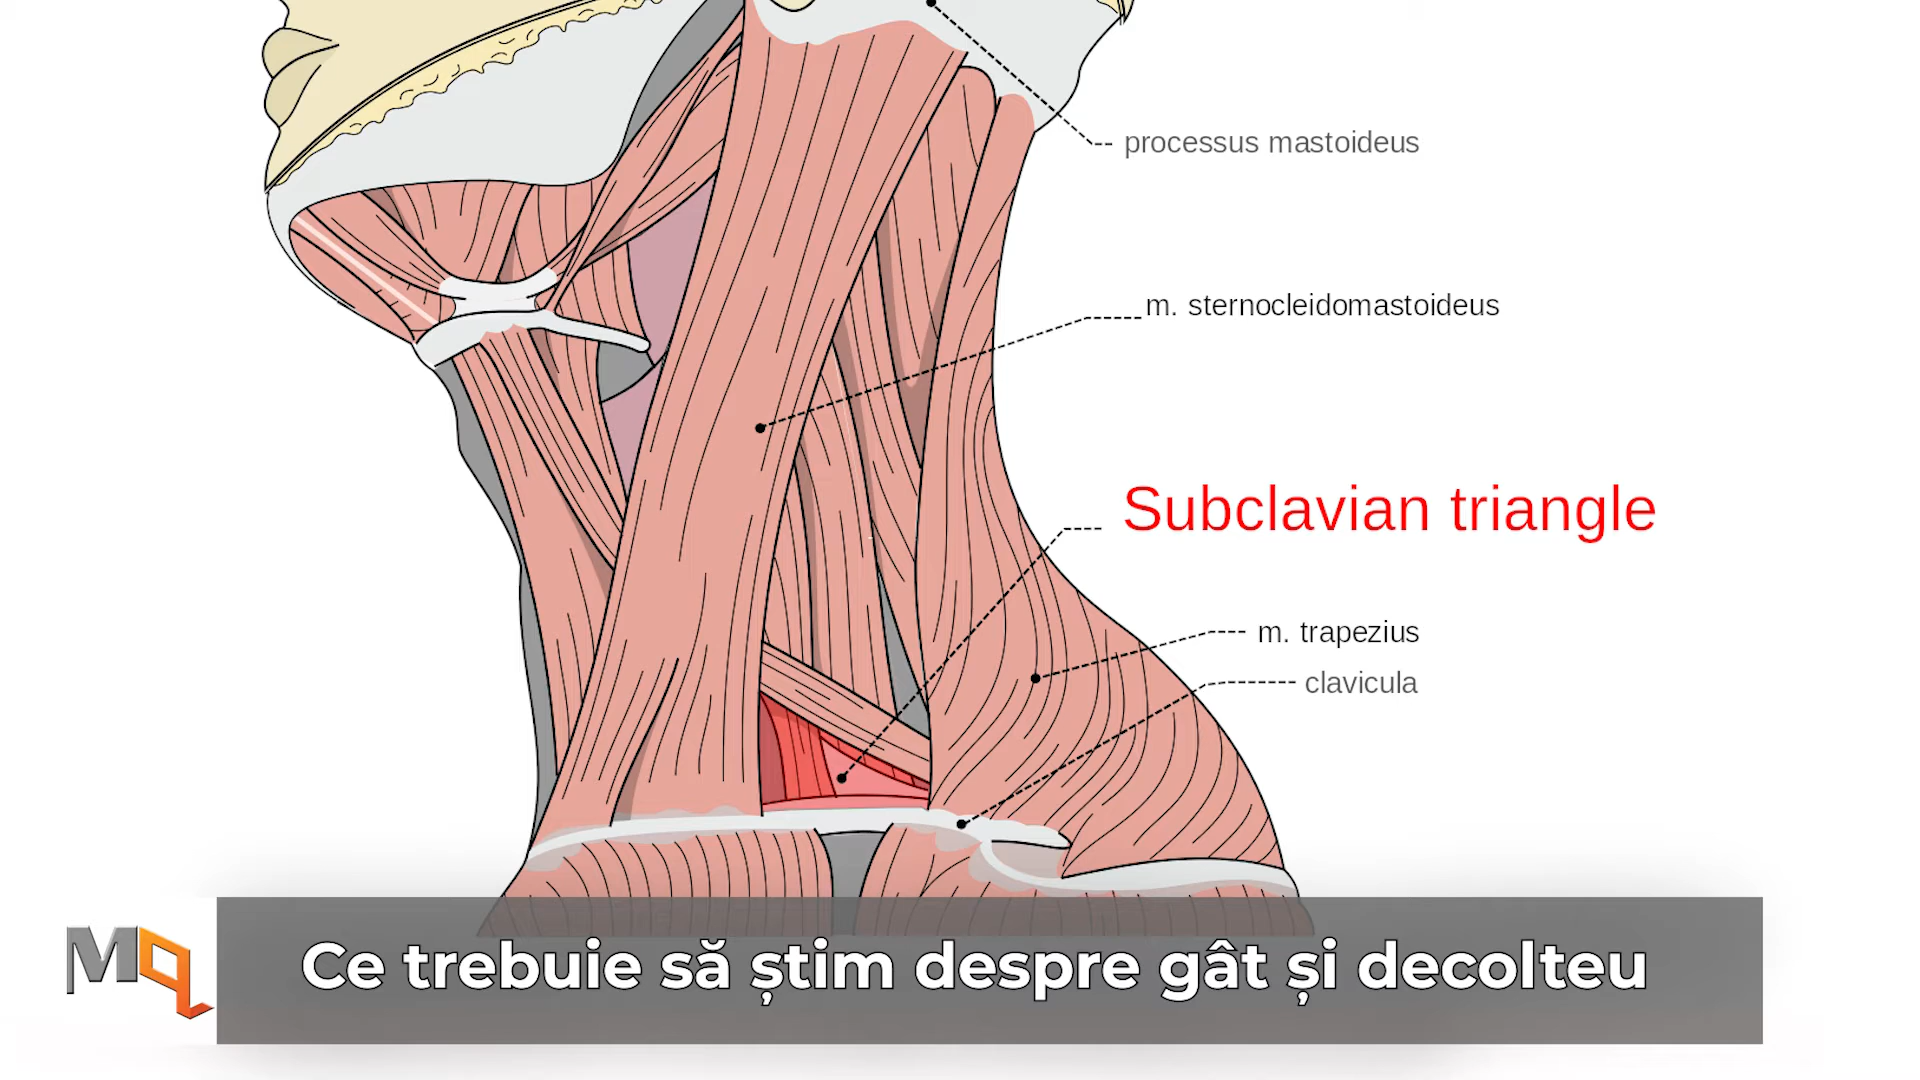 processus mastoideus
m. sternocleidomastoideus
Subclavian triangle
m. trapezius
clavicula
MQ
Ce trebuie să știm despre gât și decolteu